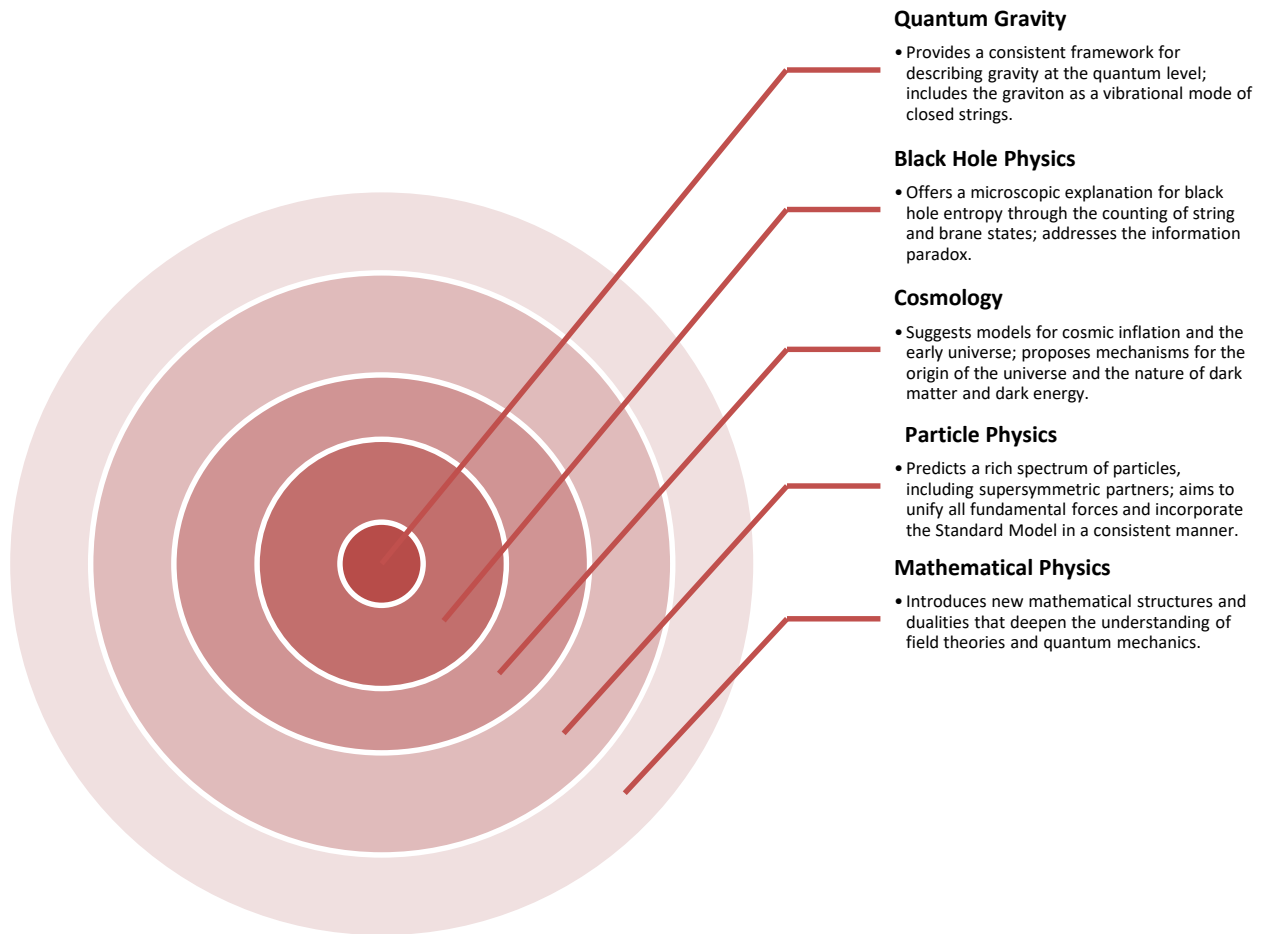 Quantum Gravity
• Provides a consistent framework for
describing gravity at the quantum level;
includes the graviton as a vibrational mode of
closed strings.
Black Hole Physics
• Offers a microscopic explanation for black
hole entropy through the counting of string
and brane states; addresses the information
paradox.
Cosmology
• Suggests models for cosmic inflation and the
early universe; proposes mechanisms for the
origin of the universe and the nature of dark
matter and dark energy.
Particle Physics
• Predicts a rich spectrum of particles,
including supersymmetric partners; aims to
unify all fundamental forces and incorporate
the Standard Model in a consistent manner.
Mathematical Physics
• Introduces new mathematical structures and
dualities that deepen the understanding of
field theories and quantum mechanics.